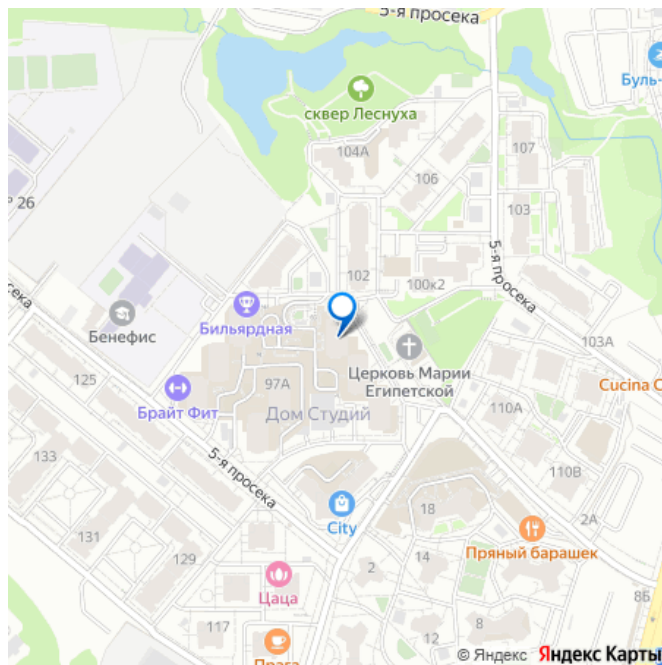 5-я просека
Буль-
сквер Леснуха
104А
107
106
103
26
5-я просека
102
100к2
сека
Бильярдная
Бенефис
103А
Церковь Марии
Египетской
125
97А
Cucina C
Брайт Фит
Дом Студий
110А
133
5-я просека
110В
18
2А
City
131
Пряный барашек
129
14
2
Цаца
8Б
117
8
12
Прага
© Яндекс Яндекс Карты